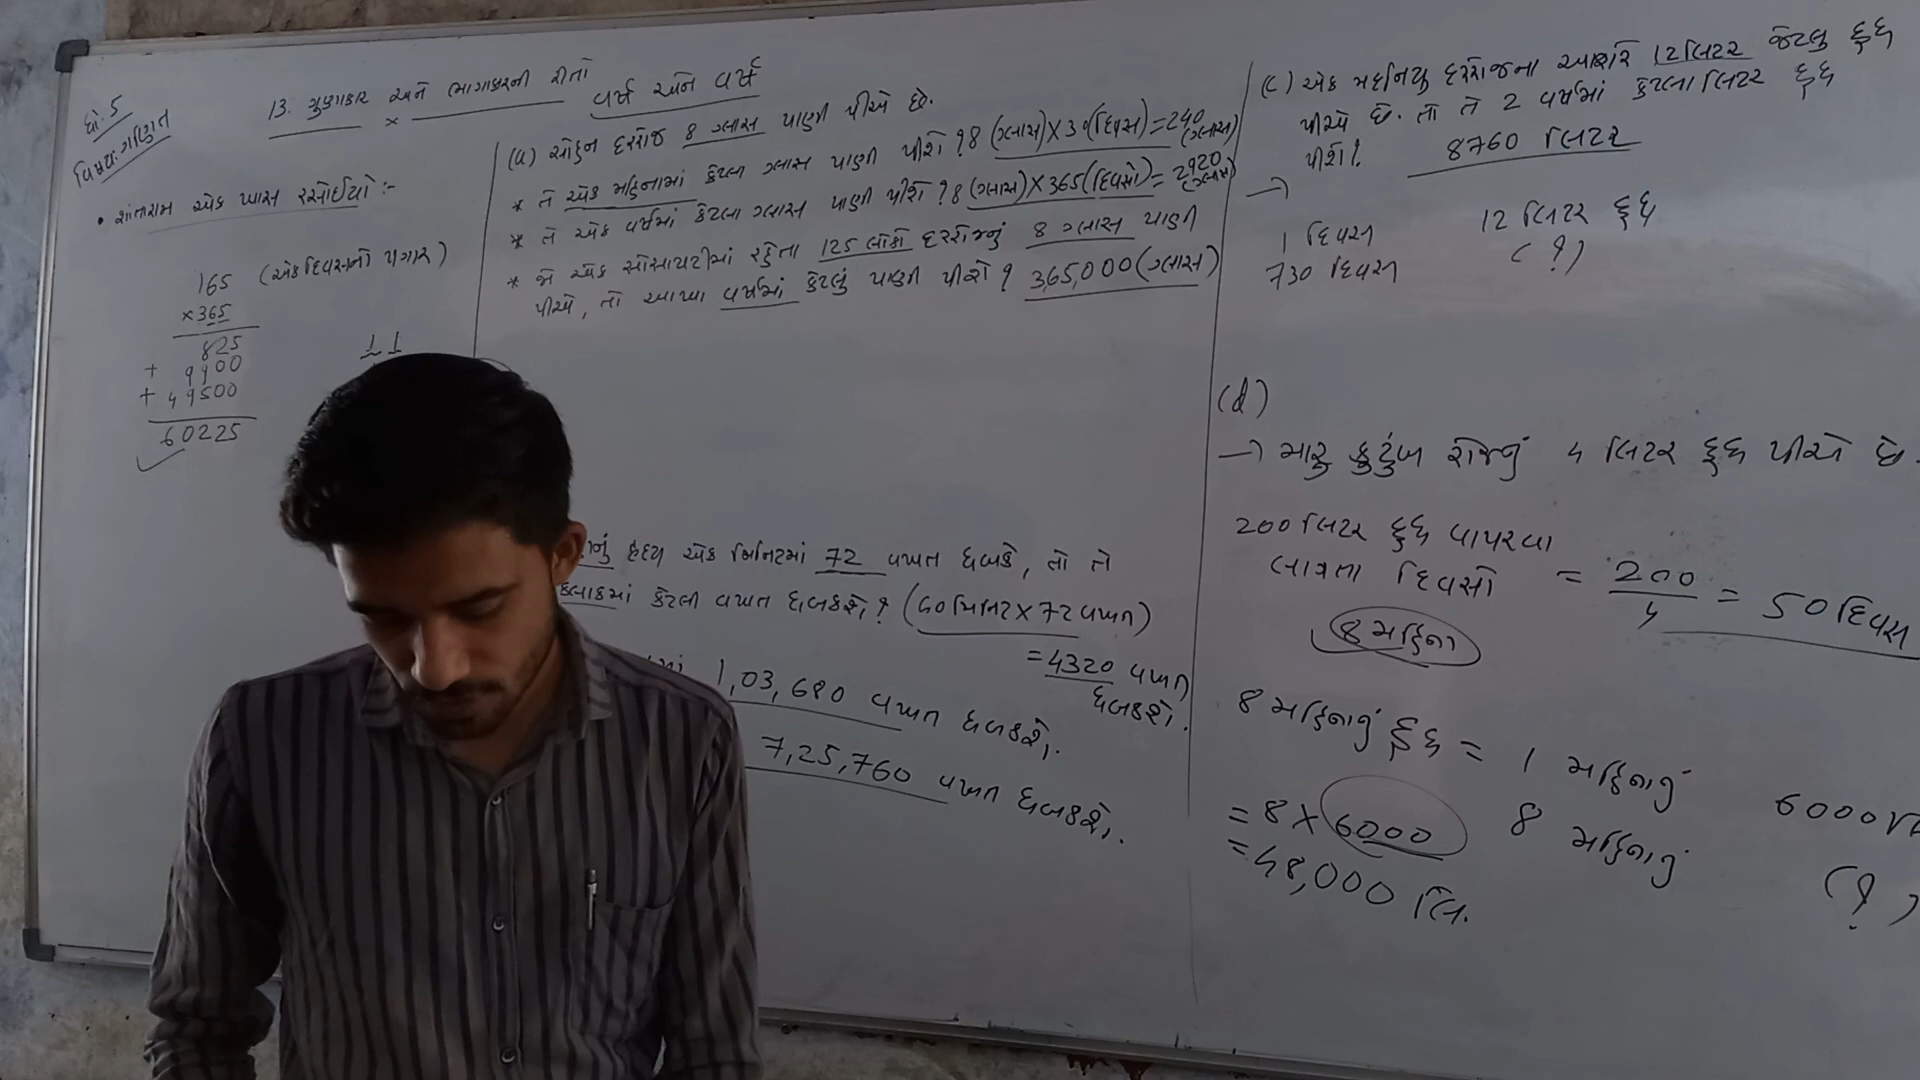 ધો. 5
વિષય: ગણિત
13. ગુણાકાર અને ભાગાકારની રીતો
×
• શાંતારામ એક ખાસ રસોઈયો :-
165 (એક દિવસનો પગાર)
×365
825
+ 9900
+ 49500
60225
વર્ષ અને વર્ષ
(a) સોહન દરરોજ 8 ગ્લાસ પાણી પીએ છે.
* તે એક મહિનામાં કેટલા ગ્લાસ પાણી પીશે ? 8 (ગ્લાસ) X 30 (દિવસ) = 240 (ગ્લાસ)
* તે એક વર્ષમાં કેટલા ગ્લાસ પાણી પીશે ? 8 (ગ્લાસ) X 365 (દિવસો) = 2920 (ગ્લાસ)
* જો એક સોસાયટીમાં રહેતા 125 લોકો દરરોજનું 8 ગ્લાસ પાણી
પીએ, તો આખા વર્ષમાં કેટલું પાણી પીશે ? 3,65,000 (ગ્લાસ)
નું હૃદય એક મિનિટમાં 72 વખત ધબકે, તો તે
કલાકમાં કેટલી વખત ધબકશે ? (60 મિનિટ X 72 વખત)
= 4320 વખત
ધબકશે.
1,03,680 વખત ધબકશે.
7,25,760 વખત ધબકશે.
(c) એક મદનિયુ દરરોજના આશરે 12 લિટર જેટલુ દૂધ
પીએ છે. તો તે 2 વર્ષમાં કેટલા લિટર દૂધ
પીશે ? 8760 લિટર
→
1 દિવસ 12 લિટર દૂધ
730 દિવસ (?)
(d)
→ મારુ કુટુંબ રોજનું 4 લિટર દૂધ પીએ છે.
200 લિટર દૂધ વાપરવા
લાગતા દિવસો = 200/4 = 50 દિવસ
8 મહિના
8 મહિનાનું દૂધ = 1 મહિનાનું 6000
= 8 X 6000 8 મહિનાનું (?)
= 48,000 લિ.